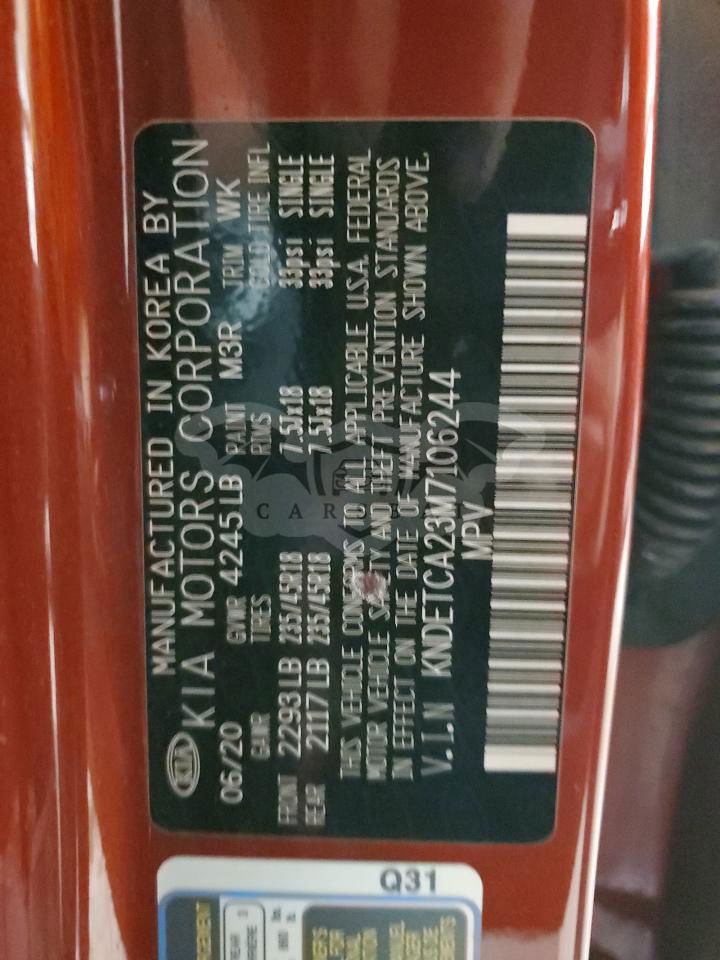 MANUFACTURED IN KOREA BY
KIA KIA MOTORS CORPORATION
06/20 GVWR 4245LB PAINT M3R TRIM WK
GAWR TIRES RIMS COLD TIRE INFL
FRONT 2293LB 235/45R18 7.5Jx18 33psi SINGLE
REAR 2117LB 235/45R18 7.5Jx18 33psi SINGLE
THIS VEHICLE CONFORMS TO ALL APPLICABLE U.S.A. FEDERAL
MOTOR VEHICLE SAFETY AND THEFT PREVENTION STANDARDS
IN EFFECT ON THE DATE OF MANUFACTURE SHOWN ABOVE.
V.I.N KNDETCA23M7106244
MPV
Q31